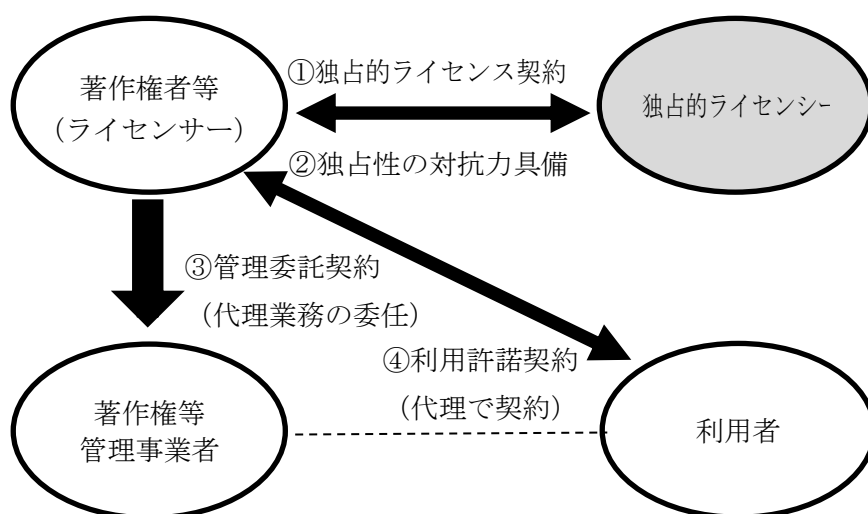 著作権者等
(ライセンサー)
①独占的ライセンス契約
独占的ライセンシー
②独占性の対抗力具備
③管理委託契約
(代理業務の委任)
④利用許諾契約
(代理で契約)
著作権等
管理事業者
利用者